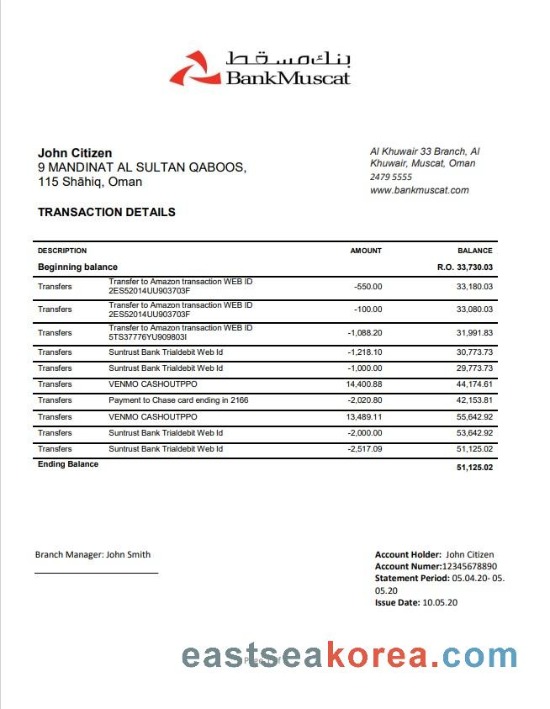 بنك مسقط
BankMuscat
John Citizen
9 MANDINAT AL SULTAN QABOOS,
115 Shāhiq, Oman
Al Khuwair 33 Branch, Al
Khuwair, Muscat, Oman
2479 5555
www.bankmuscat.com
TRANSACTION DETAILS
DESCRIPTION AMOUNT BALANCE
Beginning balance R.O. 33,730.03
Transfers Transfer to Amazon transaction WEB ID
2ES52014UU903703F -550.00 33,180.03
Transfers Transfer to Amazon transaction WEB ID
2ES52014UU903703F -100.00 33,080.03
Transfers Transfer to Amazon transaction WEB ID
5TS37776YU909803I -1,088.20 31,991.83
Transfers Suntrust Bank Trialdebit Web Id -1,218.10 30,773.73
Transfers Suntrust Bank Trialdebit Web Id -1,000.00 29,773.73
Transfers VENMO CASHOUTPPO 14,400.88 44,174.61
Transfers Payment to Chase card ending in 2166 -2,020.80 42,153.81
Transfers VENMO CASHOUTPPO 13,489.11 55,642.92
Transfers Suntrust Bank Trialdebit Web Id -2,000.00 53,642.92
Transfers Suntrust Bank Trialdebit Web Id -2,517.09 51,125.02
Ending Balance 51,125.02
Branch Manager: John Smith
Account Holder: John Citizen
Account Numer:12345678890
Statement Period: 05.04.20- 05.
05.20
Issue Date: 10.05.20
eastseakorea.com